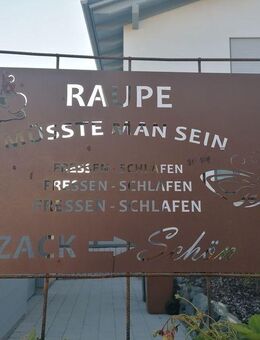 RAUPE
MÜSSTE MAN SEIN
FRESSEN - SCHLAFEN
FRESSEN - SCHLAFEN
FRESSEN - SCHLAFEN
ZACK → Schön